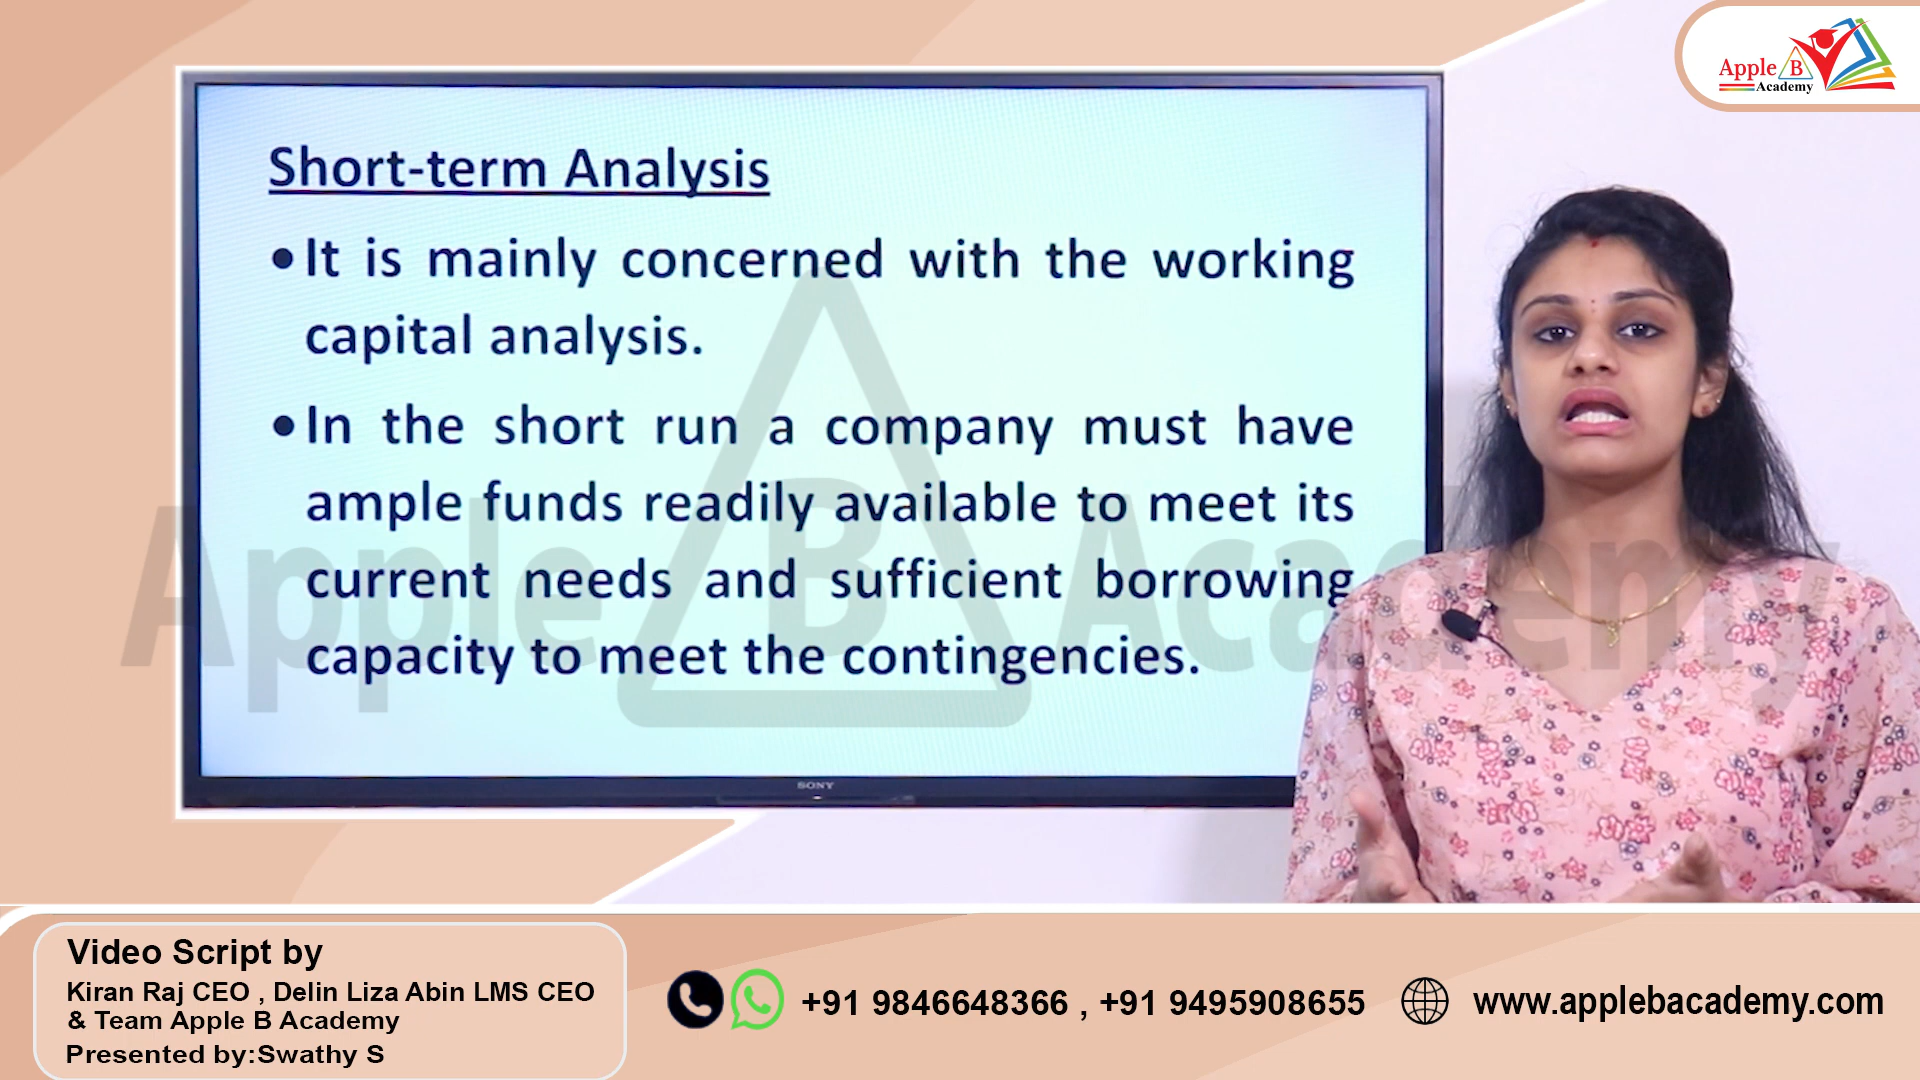 Apple B
Academy
Short-term Analysis
• It is mainly concerned with the working
capital analysis.
• In the short run a company must have
ample funds readily available to meet its
current needs and sufficient borrowing
capacity to meet the contingencies.
Apple B Academy
SONY
Video Script by
Kiran Raj CEO , Delin Liza Abin LMS CEO
& Team Apple B Academy
Presented by:Swathy S
+91 9846648366 , +91 9495908655
www.applebacademy.com